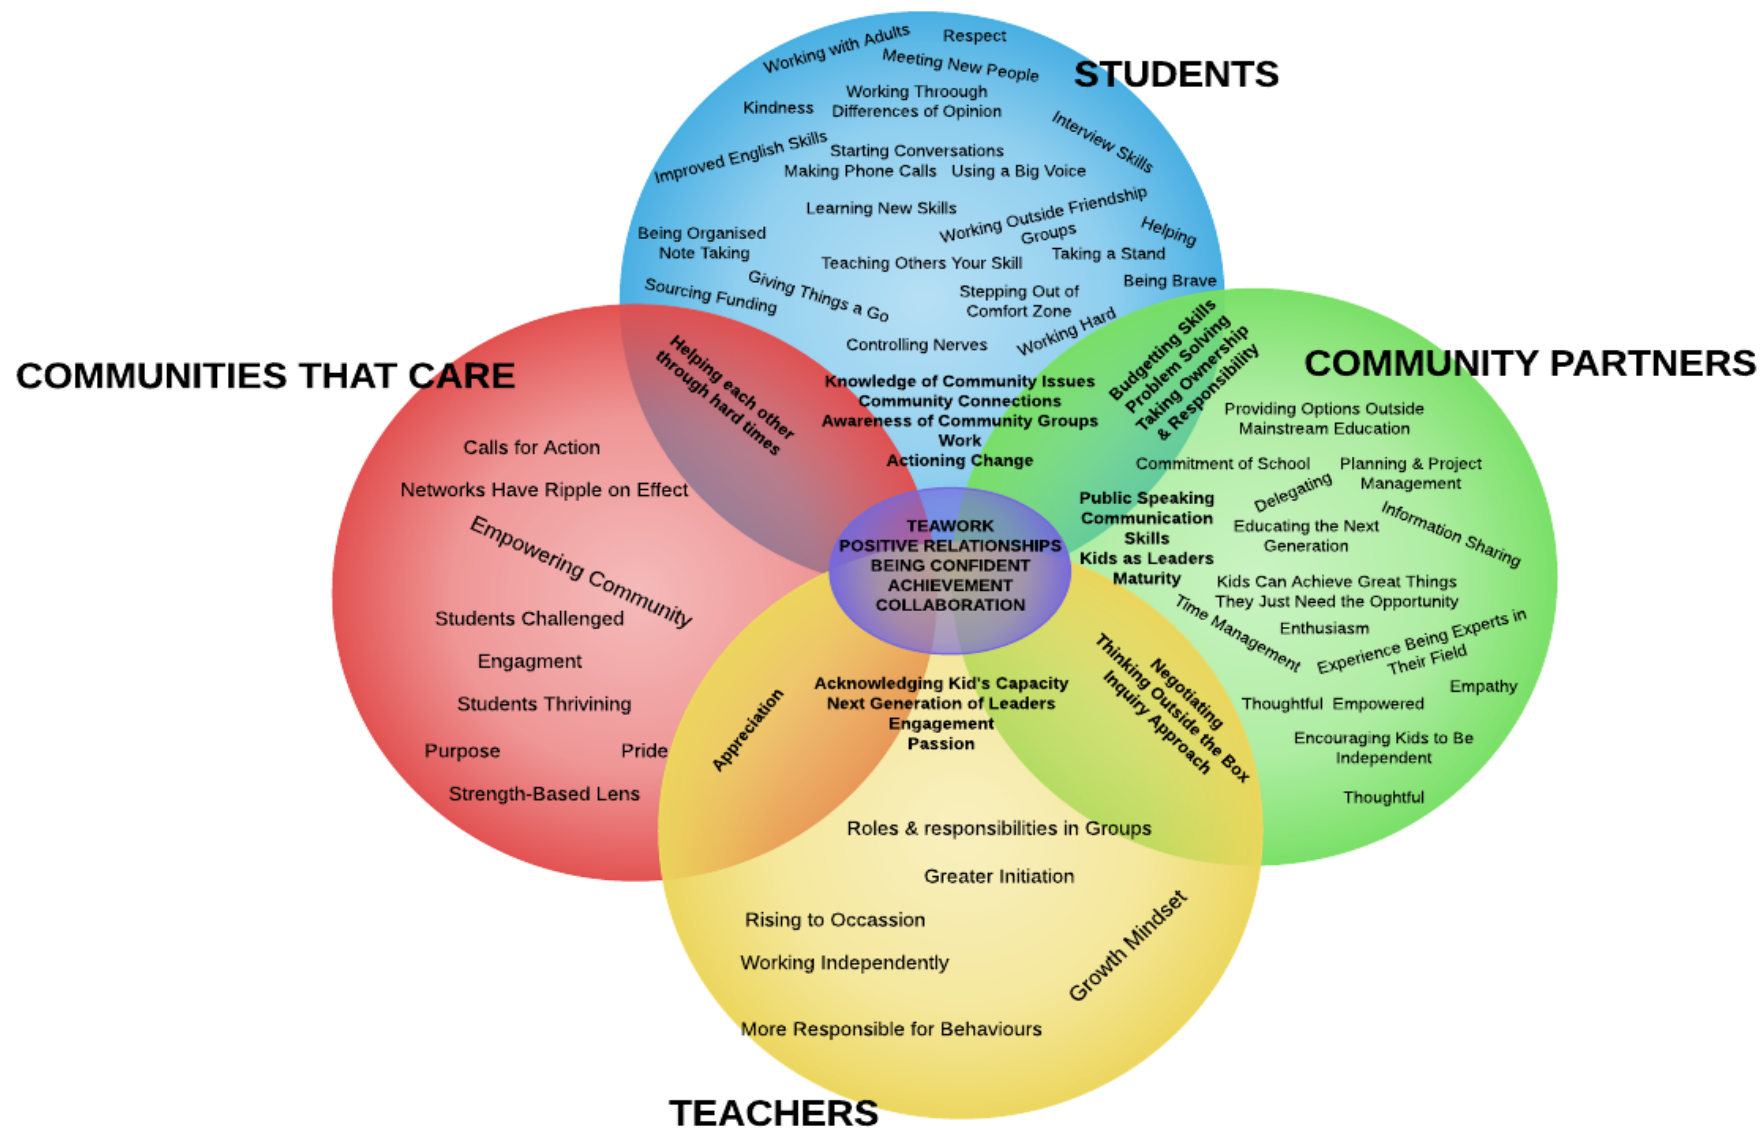 STUDENTS
Working with Adults
Respect
Meeting New People
Kindness
Working Throough
Differences of Opinion
Interview Skills
Improved English Skills
Starting Conversations
Making Phone Calls
Using a Big Voice
Learning New Skills
Working Outside Friendship
Groups
Helping
Being Organised
Note Taking
Taking a Stand
Teaching Others Your Skill
Being Brave
Giving Things a Go
Sourcing Funding
Stepping Out of
Comfort Zone
Working Hard
Controlling Nerves
COMMUNITIES THAT CARE
COMMUNITY PARTNERS
Helping each other
through hard times
Knowledge of Community Issues
Community Connections
Awareness of Community Groups
Work
Actioning Change
Budgetting Skills
Problem Solving
Taking Ownership
& Responsibility
Calls for Action
Networks Have Ripple on Effect
Empowering Community
Students Challenged
Engagment
Students Thrivining
Purpose
Pride
Strength-Based Lens
TEAWORK
POSITIVE RELATIONSHIPS
BEING CONFIDENT
ACHIEVEMENT
COLLABORATION
Public Speaking
Communication
Skills
Kids as Leaders
Maturity
Providing Options Outside
Mainstream Education
Commitment of School
Planning & Project
Management
Delegating
Information Sharing
Educating the Next
Generation
Kids Can Achieve Great Things
They Just Need the Opportunity
Time Management
Enthusiasm
Experience Being Experts in
Their Field
Empathy
Thoughtful
Empowered
Encouraging Kids to Be
Independent
Thoughtful
Appreciation
Acknowledging Kid's Capacity
Next Generation of Leaders
Engagement
Passion
Negotiating
Thinking Outside the Box
Inquiry Approach
Roles & responsibilities in Groups
Greater Initiation
Rising to Occassion
Working Independently
Growth Mindset
More Responsible for Behaviours
TEACHERS